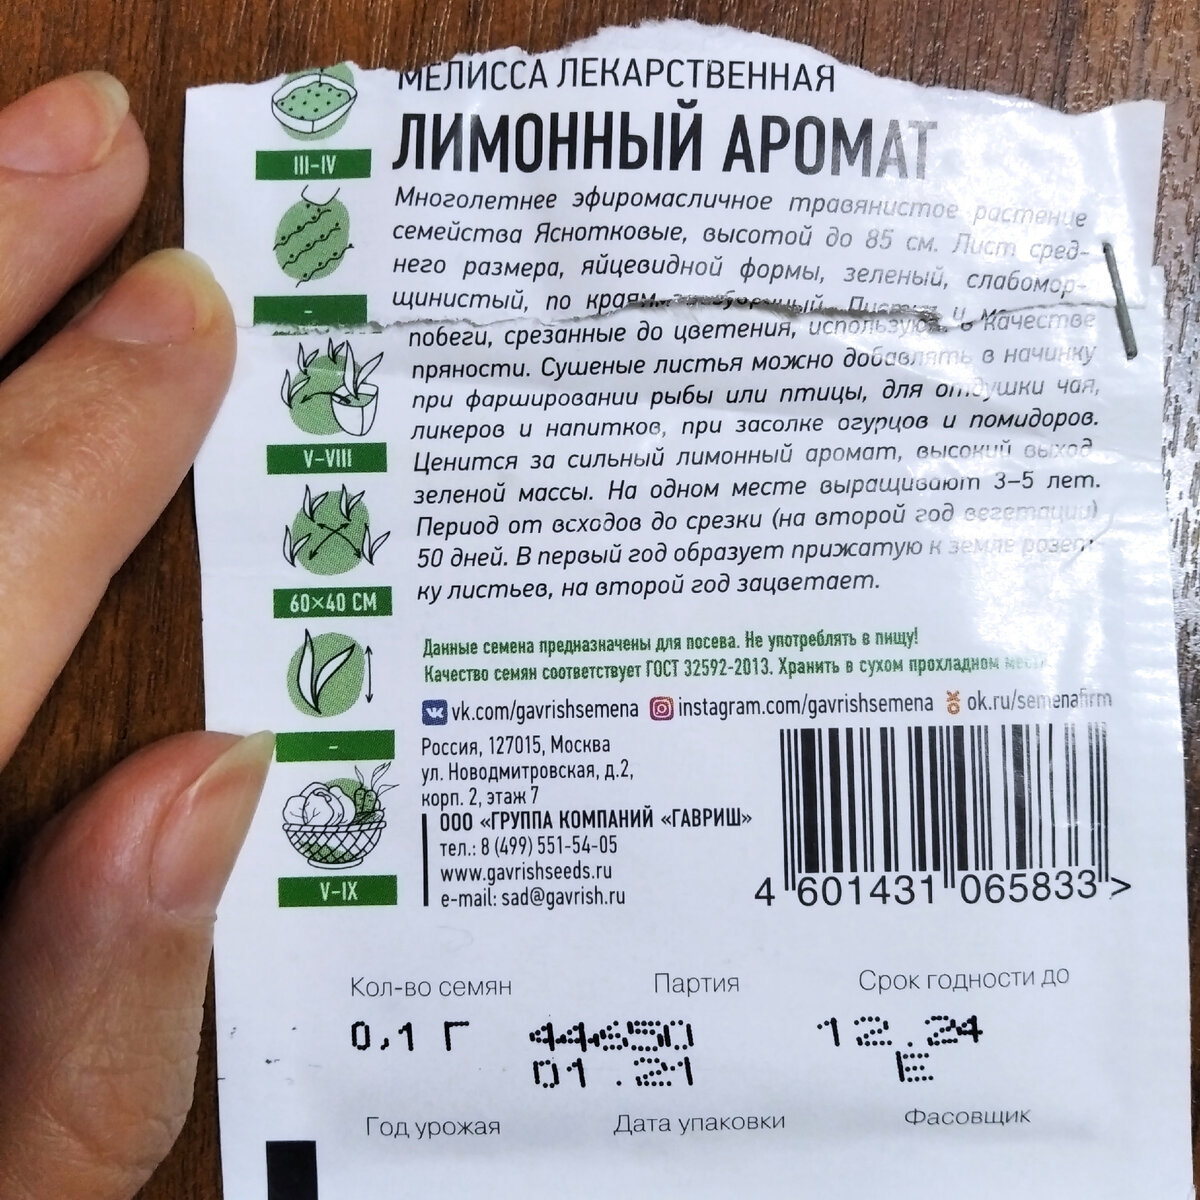 МЕЛИССА ЛЕКАРСТВЕННАЯ
ЛИМОННЫЙ АРОМАТ
Многолетнее эфиромасличное травянистое растение
семейства Яснотковые, высотой до 85 см. Лист сред-
него размера, яйцевидной формы, зеленый, слабомор-
щинистый, по краям и
побеги, срезанные до цветения, используют в качестве
пряности. Сушеные листья можно добавлять в начинку
при фаршировании рыбы или птицы, для отдушки чая,
ликеров и напитков, при засолке огурцов и помидоров.
Ценится за сильный лимонный аромат, высокий выход
зеленой массы. На одном месте выращивают 3–5 лет.
Период от всходов до срезки (на второй год вегетации)
50 дней. В первый год образует прижатую к земле розет-
ку листьев, на второй год зацветает.
III–IV
–
V–VIII
60×40 СМ
–
V–IX
Данные семена предназначены для посева. Не употреблять в пищу!
Качество семян соответствует ГОСТ 32592-2013. Хранить в сухом прохладном месте.
vk.com/gavrishsemena instagram.com/gavrishsemena ok.ru/semenafirm
Россия, 127015, Москва
ул. Новодмитровская, д.2,
корп. 2, этаж 7
ООО «ГРУППА КОМПАНИЙ «ГАВРИШ»
тел.: 8 (499) 551-54-05
www.gavrishseeds.ru
e-mail: sad@gavrish.ru
4 601431 065833 >
Кол-во семян Партия Срок годности до
0,1 Г 44650 12.24
01.21 Е
Год урожая Дата упаковки Фасовщик